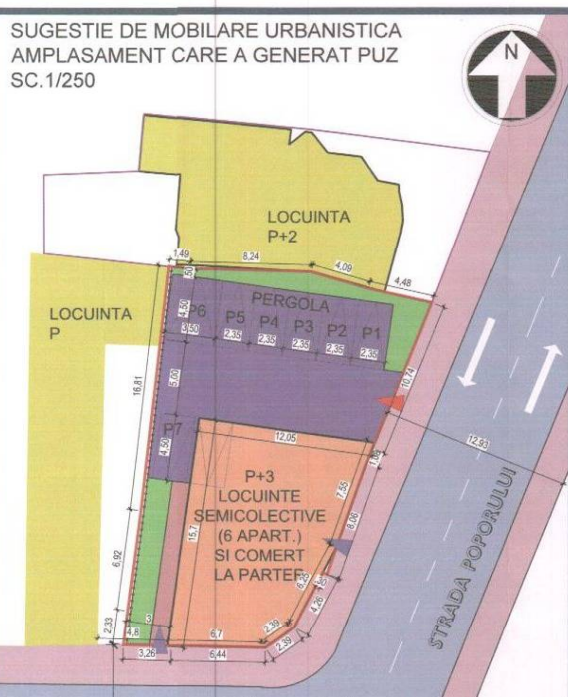 SUGESTIE DE MOBILARE URBANISTICA
AMPLASAMENT CARE A GENERAT PUZ
SC.1/250
N
LOCUINTA
P+2
1,49
8,24
4,09
4,48
,50
LOCUINTA
P
PERGOLA
4,50
P6
P5
P4
P3
P2
P1
3,50
2,35
2,35
2,35
2,35
2,35
16,81
5,00
10,74
P7
4,50
12,05
12,93
7,55
8,06
P+3
LOCUINTE
SEMICOLECTIVE
(6 APART.)
SI COMERT
LA PARTER
15,7
6,92
6,25
4,26
STRADA POPORULUI
2,33
3
4,8
6,7
2,39
2,39
3,26
6,44